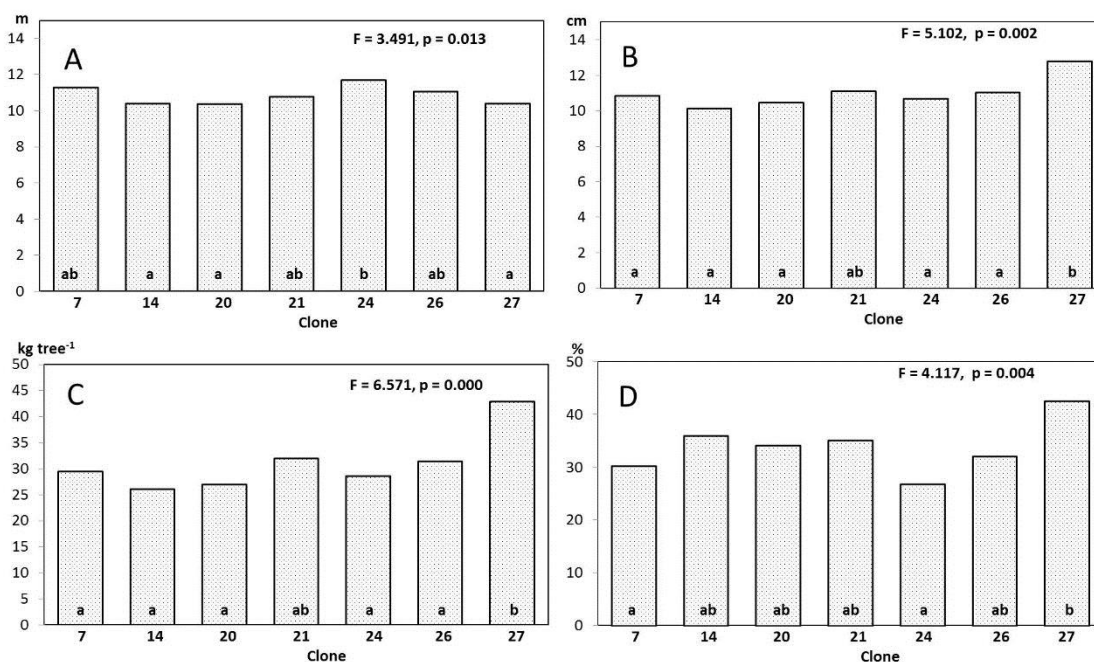 m
F = 3.491, p = 0.013
A
14
12
10
8
6
4
2
0
ab a a ab b ab a
7 14 20 21 24 26 27
Clone
cm
F = 5.102, p = 0.002
B
14
12
10
8
6
4
2
0
a a a ab a a b
7 14 20 21 24 26 27
Clone
kg tree⁻¹
F = 6.571, p = 0.000
C
50
45
40
35
30
25
20
15
10
5
0
a a a ab a a b
7 14 20 21 24 26 27
Clone
%
F = 4.117, p = 0.004
D
50
40
30
20
10
0
a ab ab ab a ab b
7 14 20 21 24 26 27
Clone